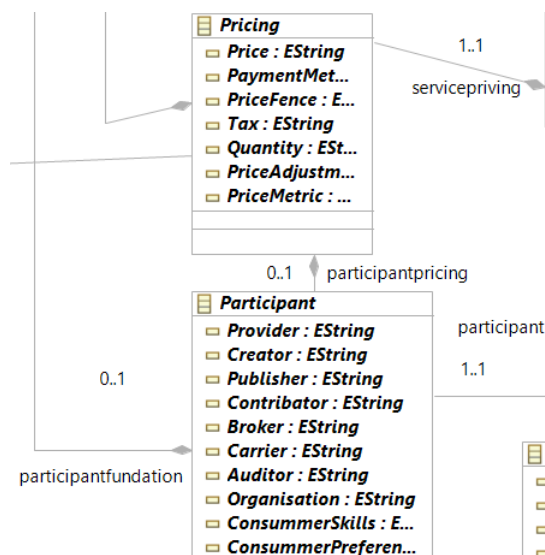 Pricing
Price : EString
PaymentMet...
PriceFence : E...
Tax : EString
Quantity : ESt...
PriceAdjustm...
PriceMetric : ...
1..1
servicepriving
0..1
participantpricing
Participant
Provider : EString
Creator : EString
Publisher : EString
Contribator : EString
Broker : EString
Carrier : EString
Auditor : EString
Organisation : EString
ConsummerSkills : E...
ConsummerPreferen...
0..1
participantfundation
participant
1..1